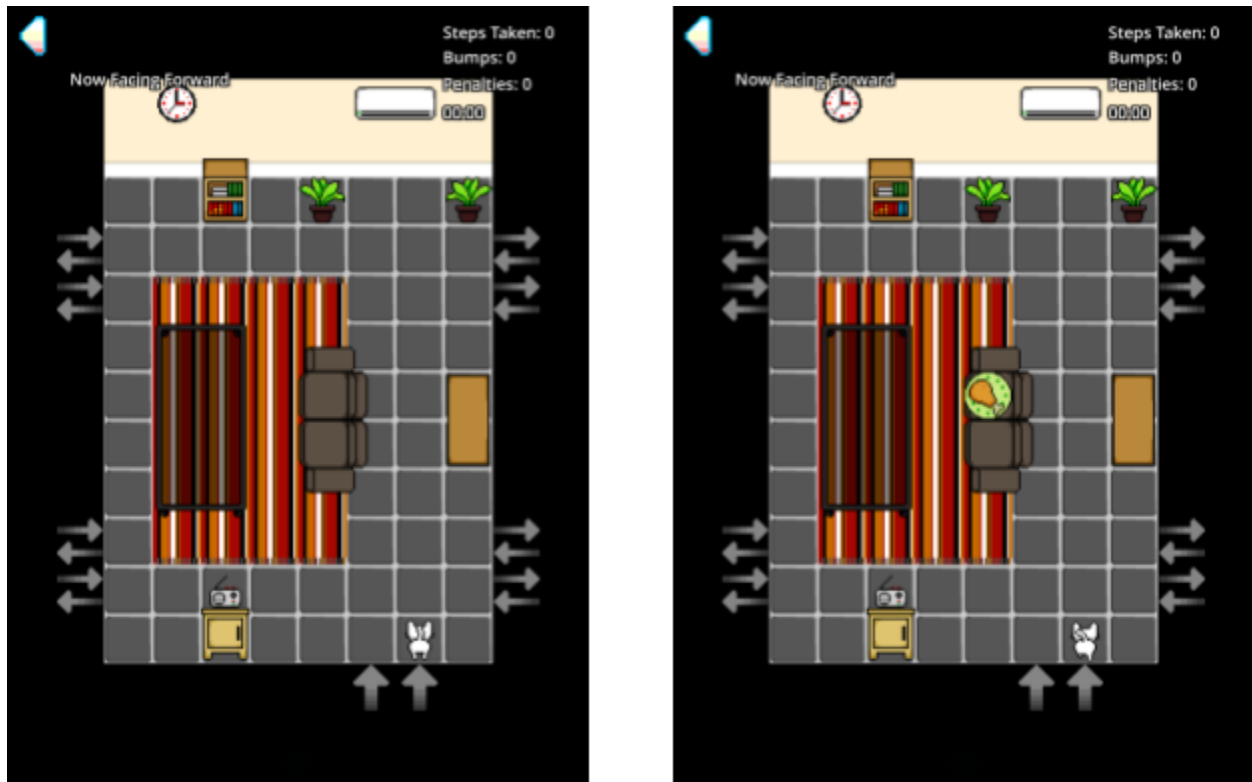 Steps Taken: 0
Bumps: 0
Now Facing Forward
Penalties: 0
00:00
Steps Taken: 0
Bumps: 0
Now Facing Forward
Penalties: 0
00:00